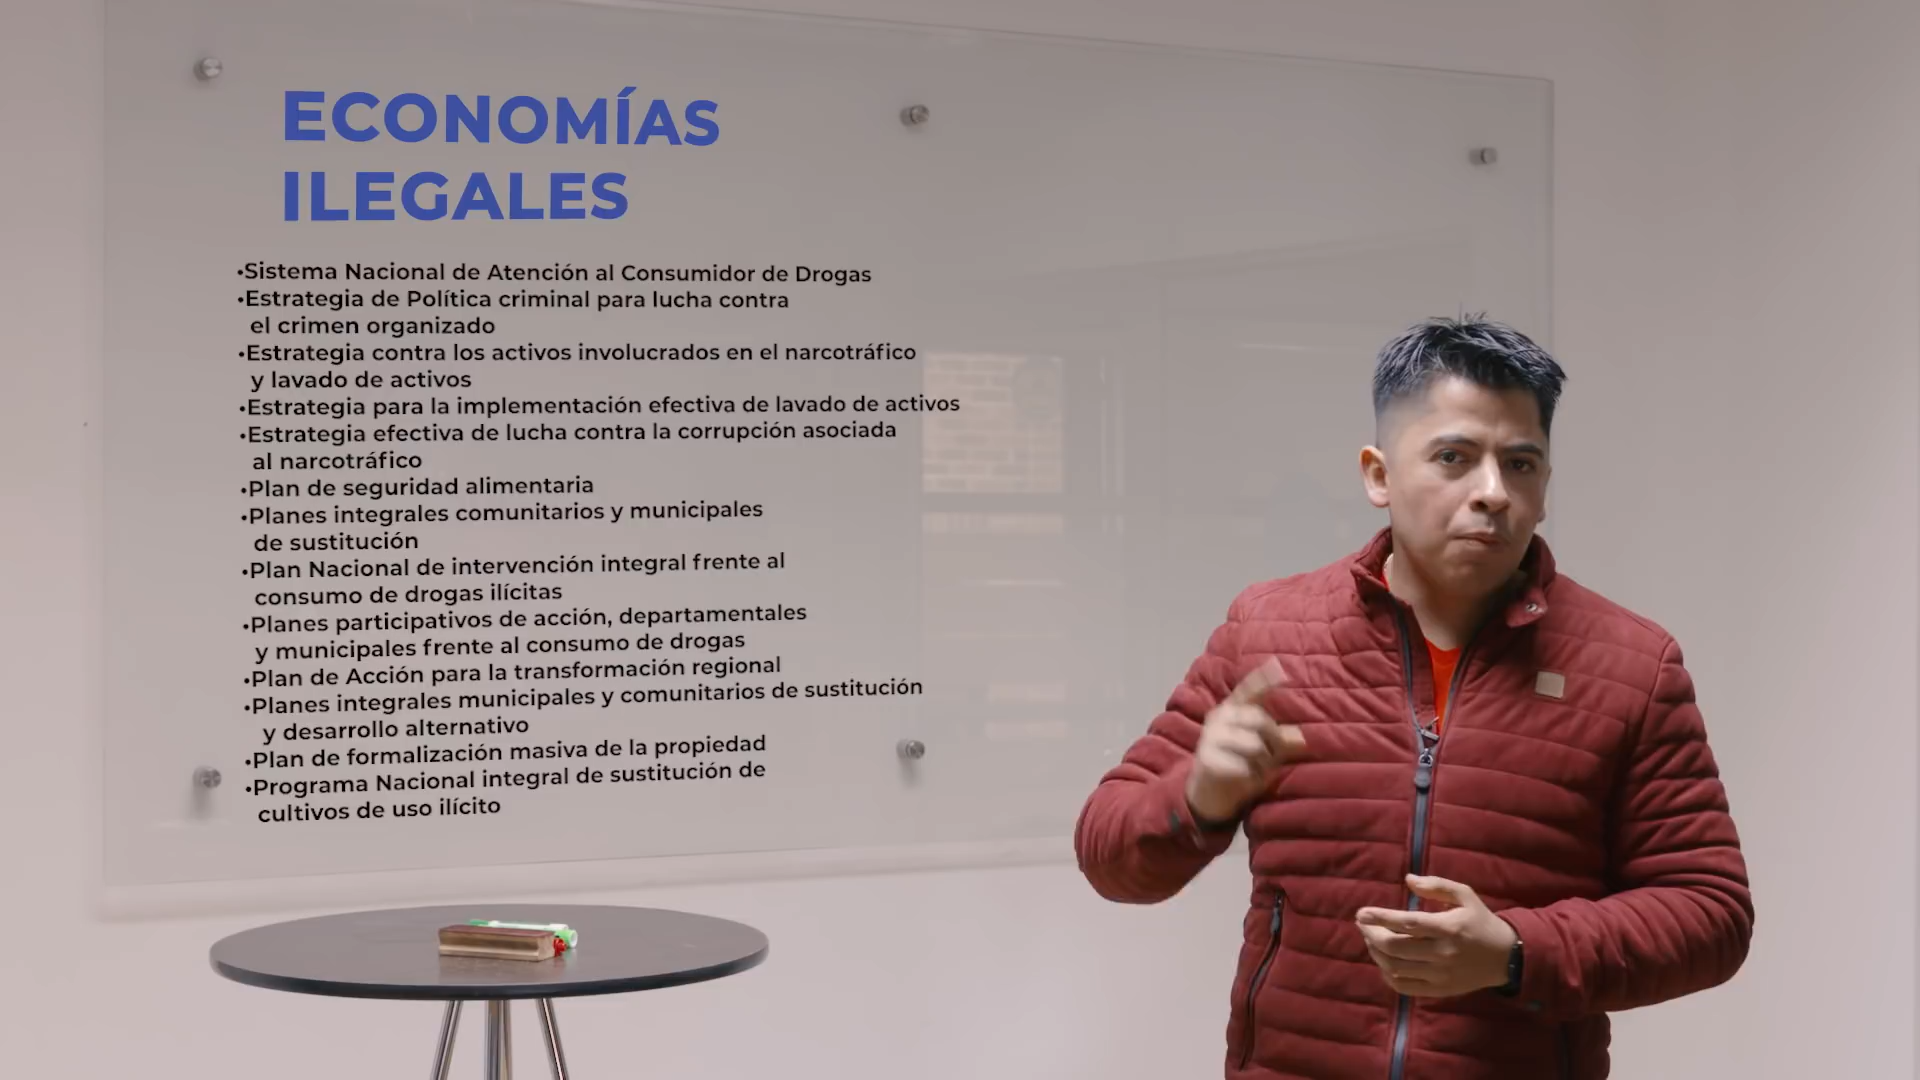 ECONOMÍAS
ILEGALES
•Sistema Nacional de Atención al Consumidor de Drogas
•Estrategia de Política criminal para lucha contra
el crimen organizado
•Estrategia contra los activos involucrados en el narcotráfico
y lavado de activos
•Estrategia para la implementación efectiva de lavado de activos
•Estrategia efectiva de lucha contra la corrupción asociada
al narcotráfico
•Plan de seguridad alimentaria
•Planes integrales comunitarios y municipales
de sustitución
•Plan Nacional de intervención integral frente al
consumo de drogas ilícitas
•Planes participativos de acción, departamentales
y municipales frente al consumo de drogas
•Plan de Acción para la transformación regional
•Planes integrales municipales y comunitarios de sustitución
y desarrollo alternativo
•Plan de formalización masiva de la propiedad
•Programa Nacional integral de sustitución de
cultivos de uso ilícito